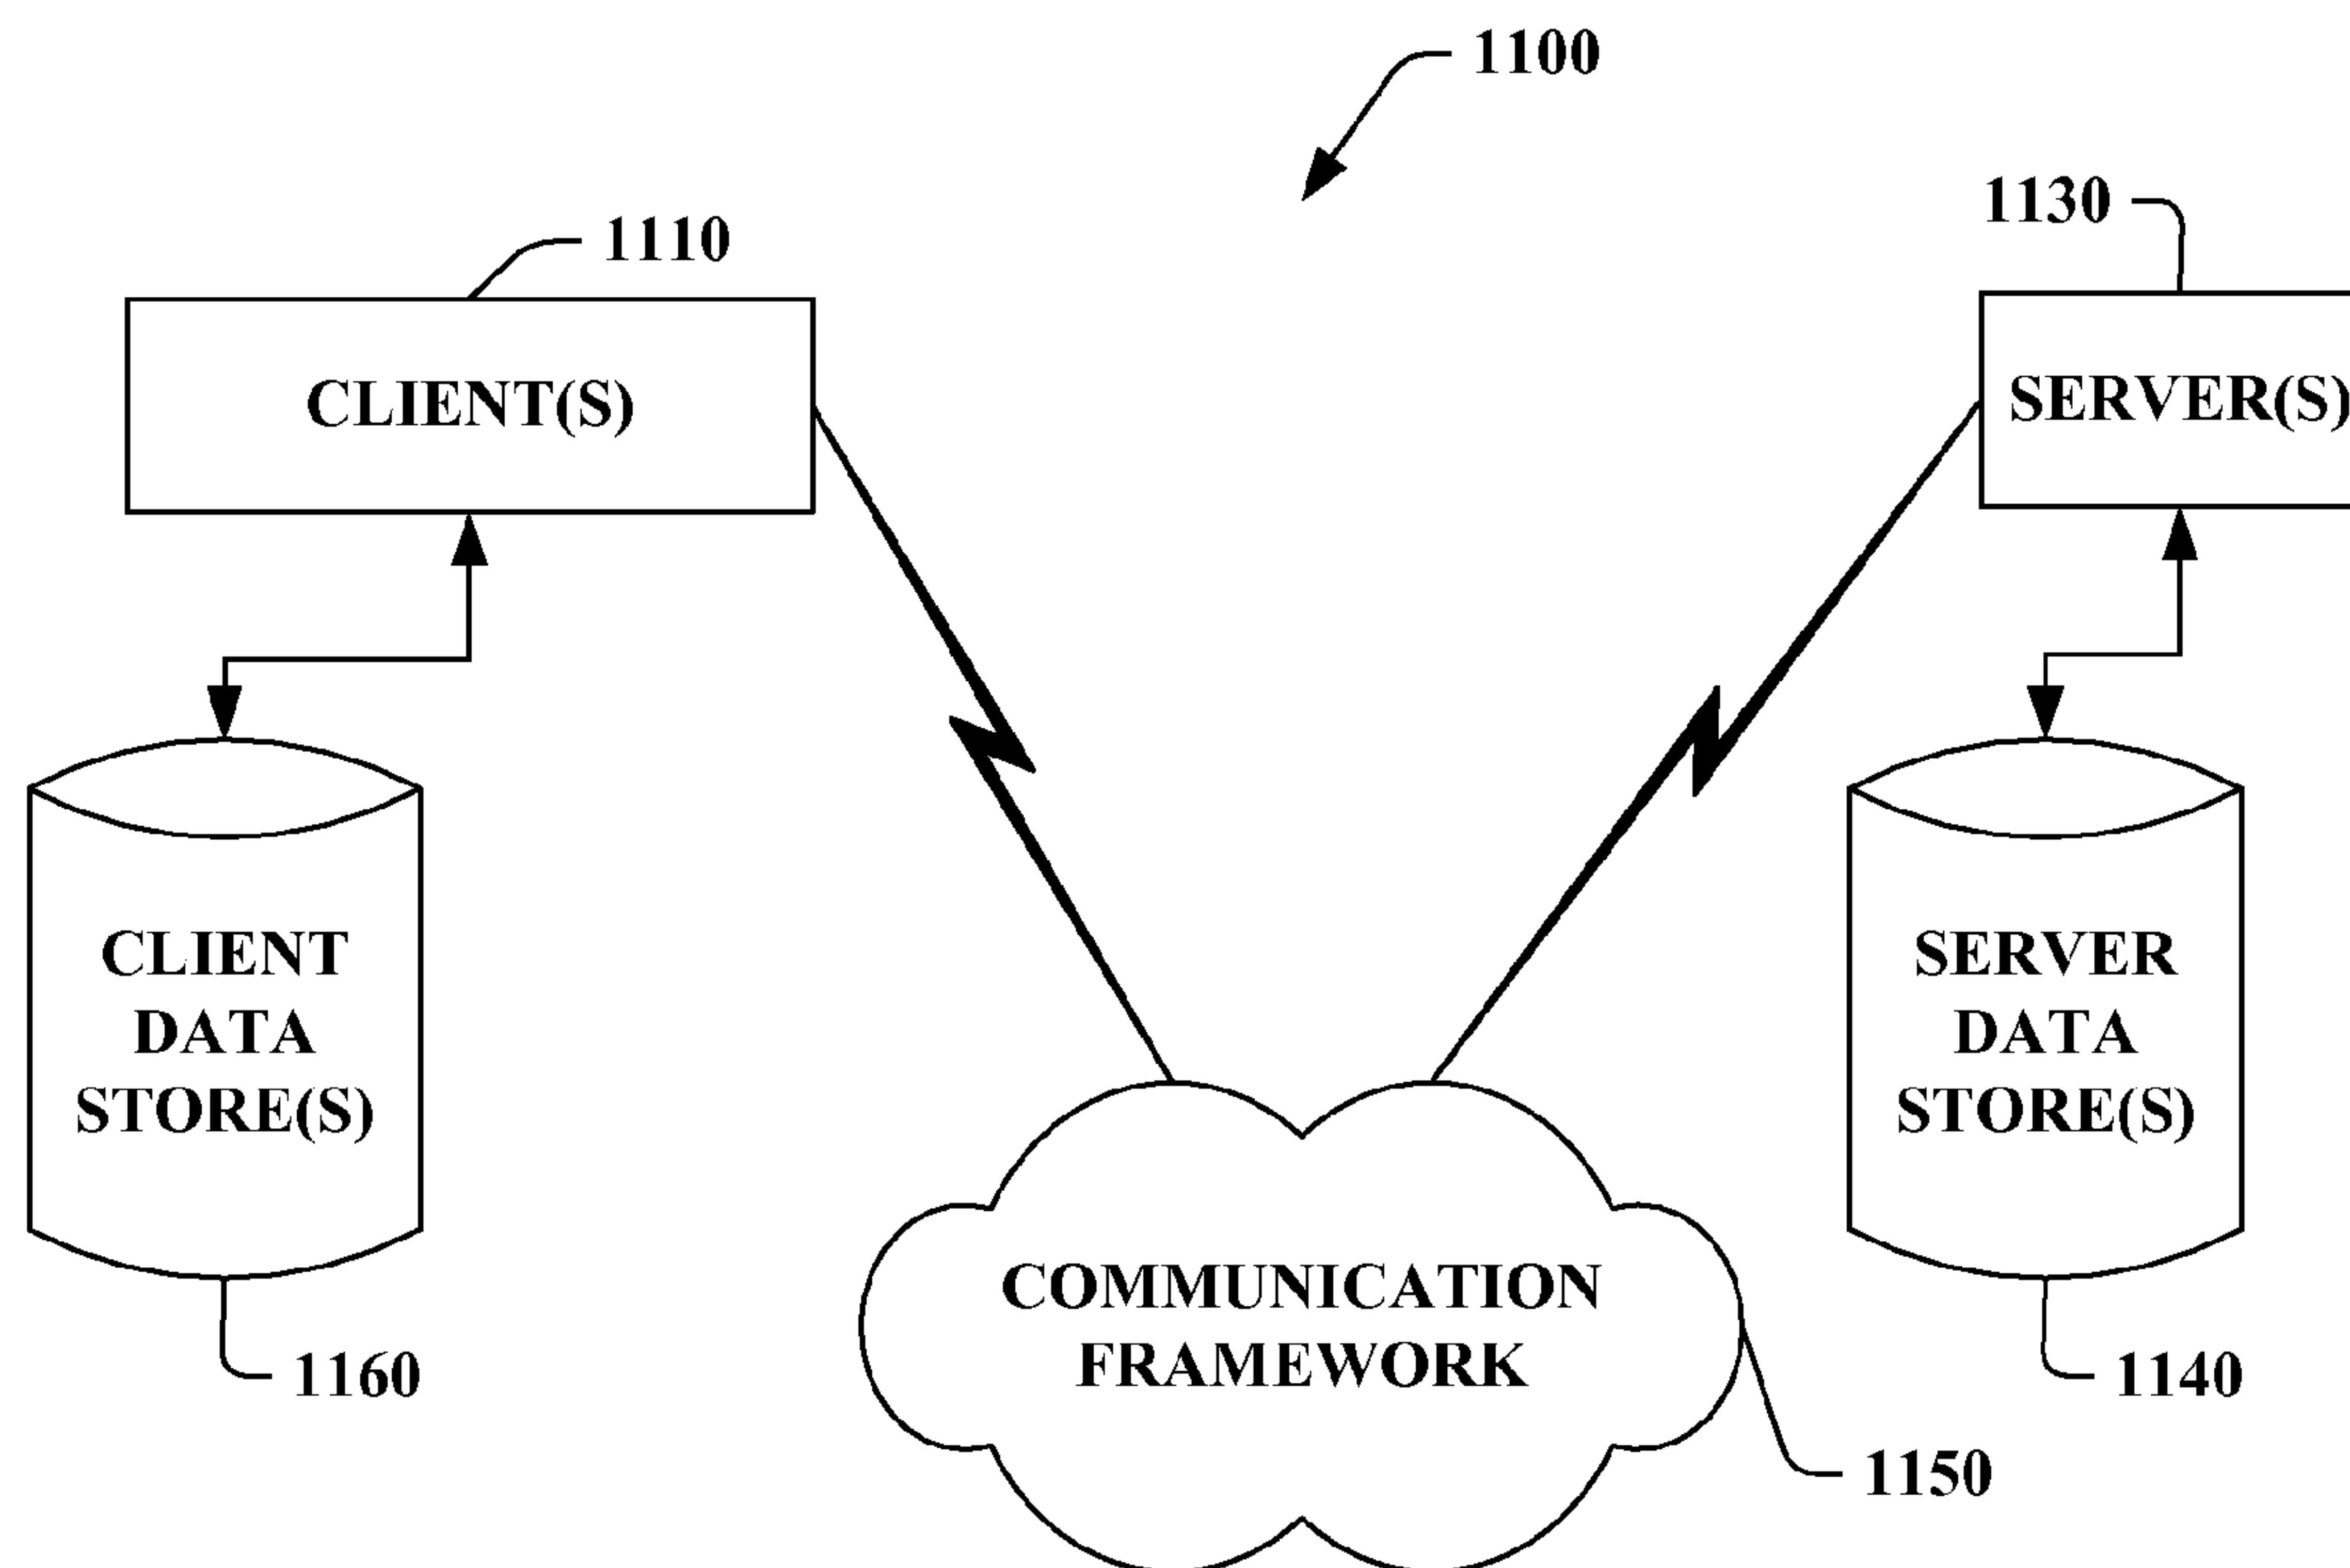 1100
1130
1110
CLIENT(S)
SERVER(S)
CLIENT
DATA
STORE(S)
SERVER
DATA
STORE(S)
COMMUNICATION
FRAMEWORK
1160
1140
1150